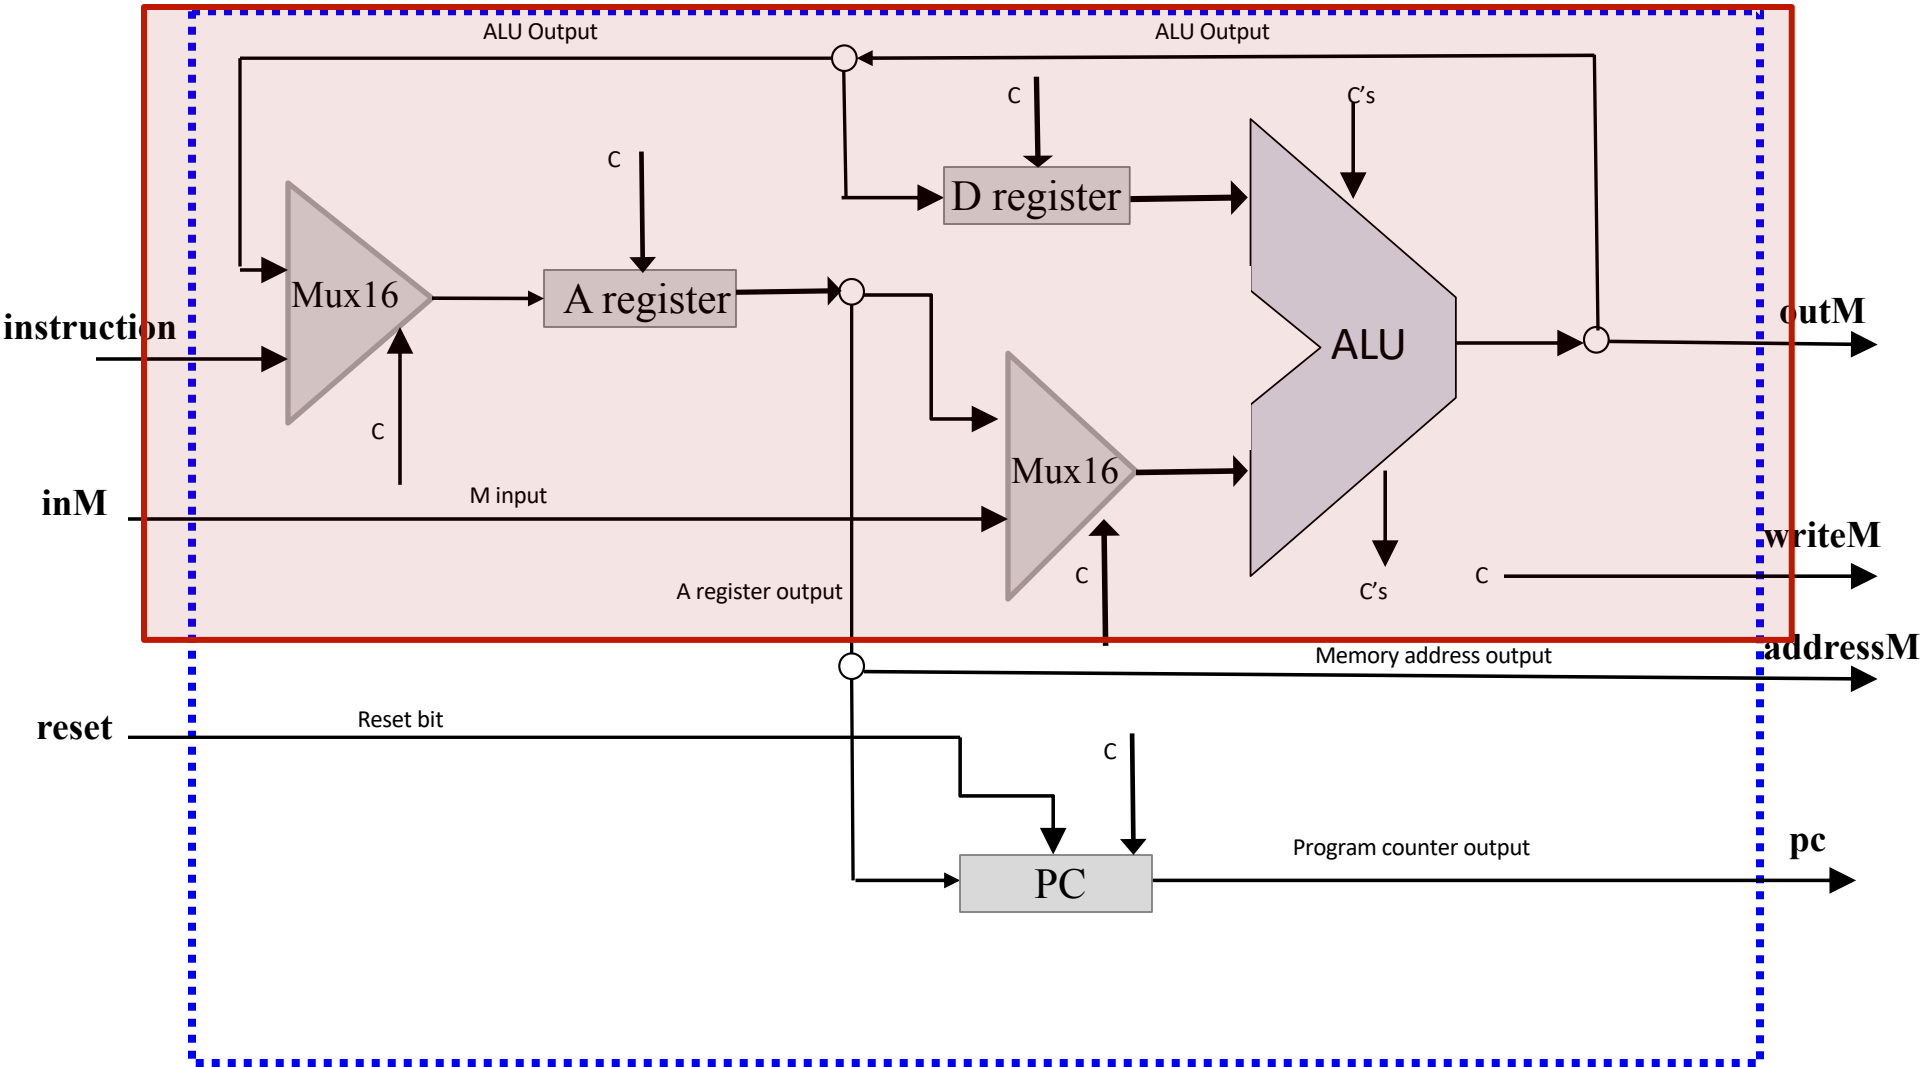 ALU Output
ALU Output
C
C's
C
D register
Mux16
A register
instruction
outM
ALU
C
Mux16
inM
M input
writeM
C
C's
C
A register output
addressM
Memory address output
reset
Reset bit
C
pc
Program counter output
PC